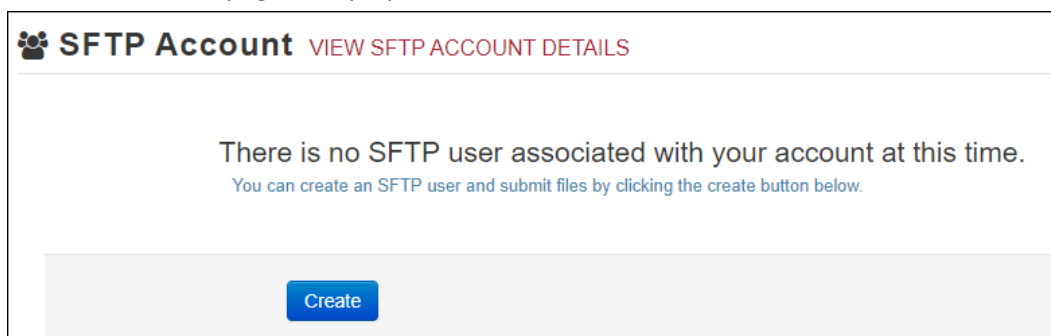 SFTP Account VIEW SFTP ACCOUNT DETAILS
There is no SFTP user associated with your account at this time.
You can create an SFTP user and submit files by clicking the create button below.
Create